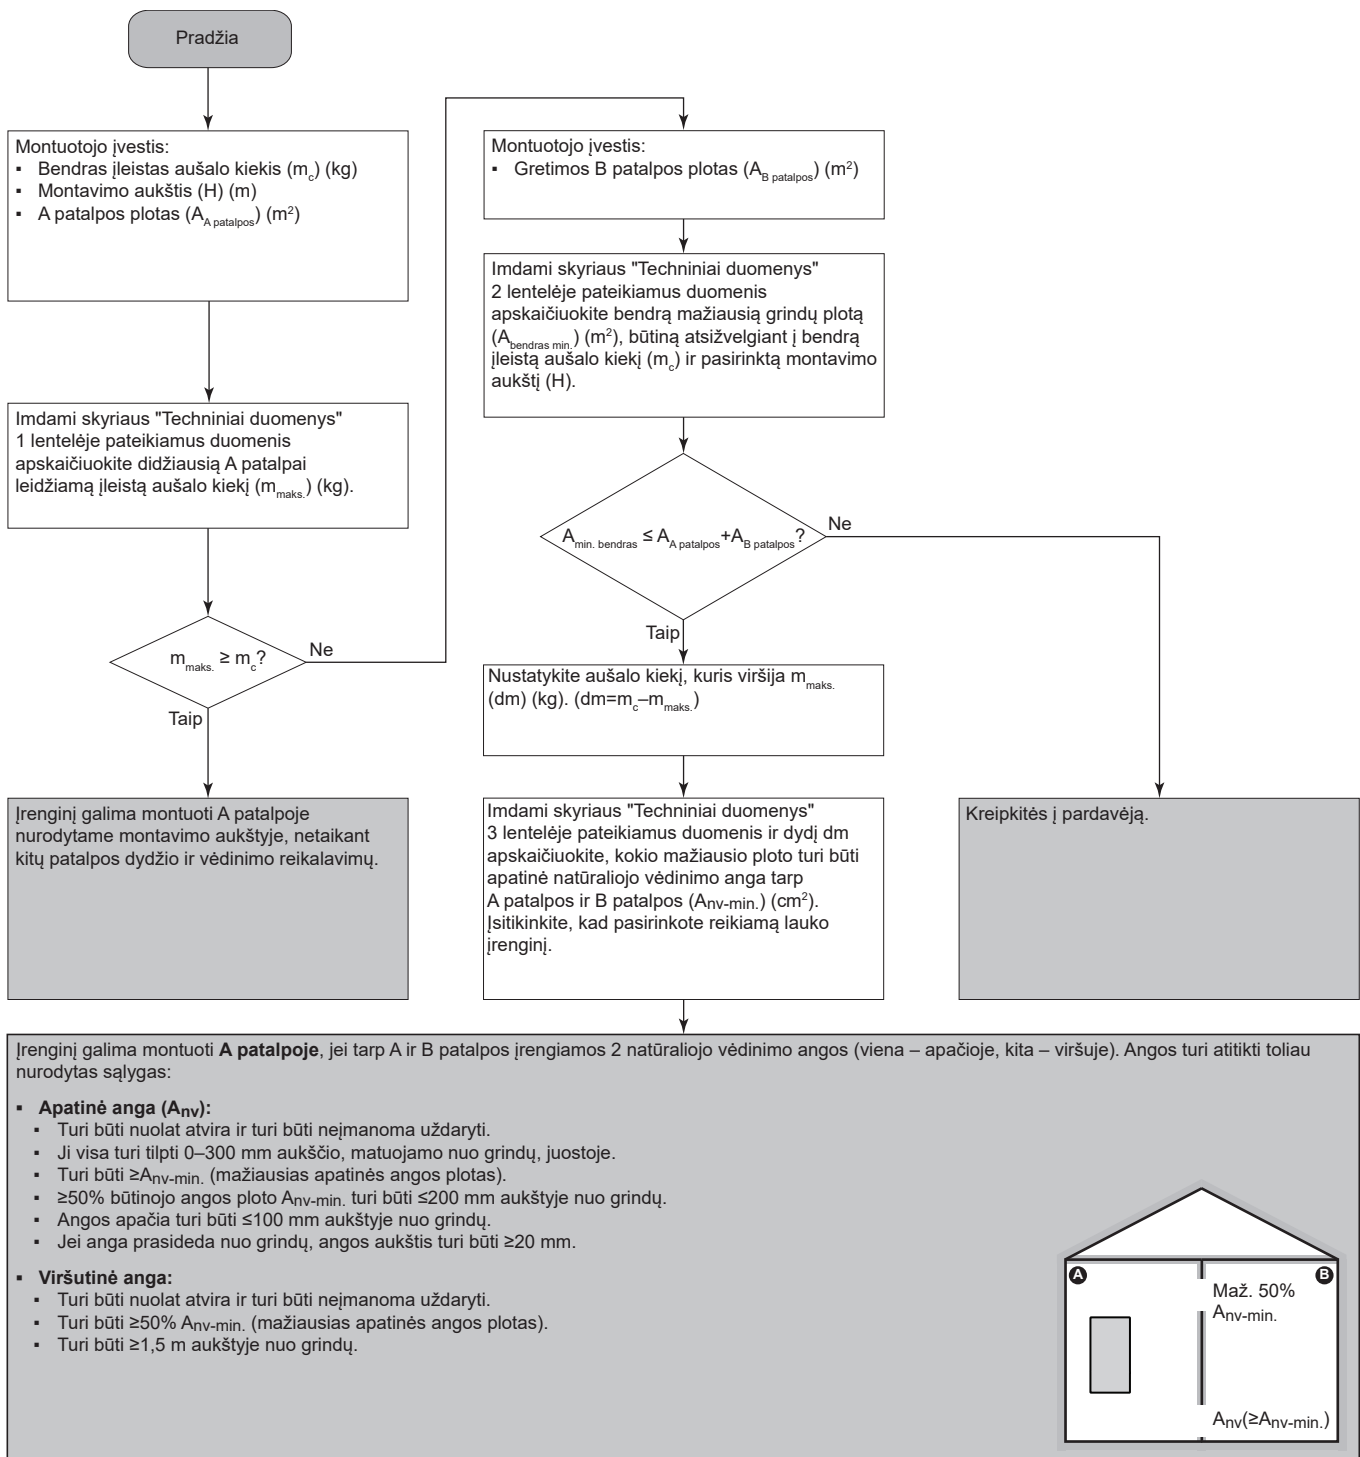 Pradžia
Montuotojo įvestis:
▪ Bendras įleistas aušalo kiekis (mc) (kg)
▪ Montavimo aukštis (H) (m)
▪ A patalpos plotas (AA patalpos) (m²)
Imdami skyriaus "Techniniai duomenys"
1 lentelėje pateikiamus duomenis
apskaičiuokite didžiausią A patalpai
leidžiamą įleistą aušalo kiekį (mmaks.) (kg).
mmaks. ≥ mc?
Ne
Taip
Įrenginį galima montuoti A patalpoje
nurodytame montavimo aukštyje, netaikant
kitų patalpos dydžio ir vėdinimo reikalavimų.
Montuotojo įvestis:
▪ Gretimos B patalpos plotas (AB patalpos) (m²)
Imdami skyriaus "Techniniai duomenys"
2 lentelėje pateikiamus duomenis
apskaičiuokite bendrą mažiausią grindų plotą
(Abendras min.) (m²), būtiną atsižvelgiant į bendrą
įleistą aušalo kiekį (mc) ir pasirinktą montavimo
aukštį (H).
Amin. bendras ≤ AA patalpos+AB patalpos?
Ne
Taip
Nustatykite aušalo kiekį, kuris viršija mmaks.
(dm) (kg). (dm=mc–mmaks.)
Imdami skyriaus "Techniniai duomenys"
3 lentelėje pateikiamus duomenis ir dydį dm
apskaičiuokite, kokio mažiausio ploto turi būti
apatinė natūraliojo vėdinimo anga tarp
A patalpos ir B patalpos (Anv-min.) (cm²).
Įsitikinkite, kad pasirinkote reikiamą lauko
įrenginį.
Kreipkitės į pardavėją.
Įrenginį galima montuoti A patalpoje, jei tarp A ir B patalpos įrengiamos 2 natūraliojo vėdinimo angos (viena – apačioje, kita – viršuje). Angos turi atitikti toliau
nurodytas sąlygas:
▪ Apatinė anga (Anv):
▪ Turi būti nuolat atvira ir turi būti neįmanoma uždaryti.
▪ Ji visa turi tilpti 0–300 mm aukščio, matuojamo nuo grindų, juostoje.
▪ Turi būti ≥Anv-min. (mažiausias apatinės angos plotas).
▪ ≥50% būtinojo angos ploto Anv-min. turi būti ≤200 mm aukštyje nuo grindų.
▪ Angos apačia turi būti ≤100 mm aukštyje nuo grindų.
▪ Jei anga prasideda nuo grindų, angos aukštis turi būti ≥20 mm.
▪ Viršutinė anga:
▪ Turi būti nuolat atvira ir turi būti neįmanoma uždaryti.
▪ Turi būti ≥50% Anv-min. (mažiausias apatinės angos plotas).
▪ Turi būti ≥1,5 m aukštyje nuo grindų.
A
B
Maž. 50%
Anv-min.
Anv(≥Anv-min.)